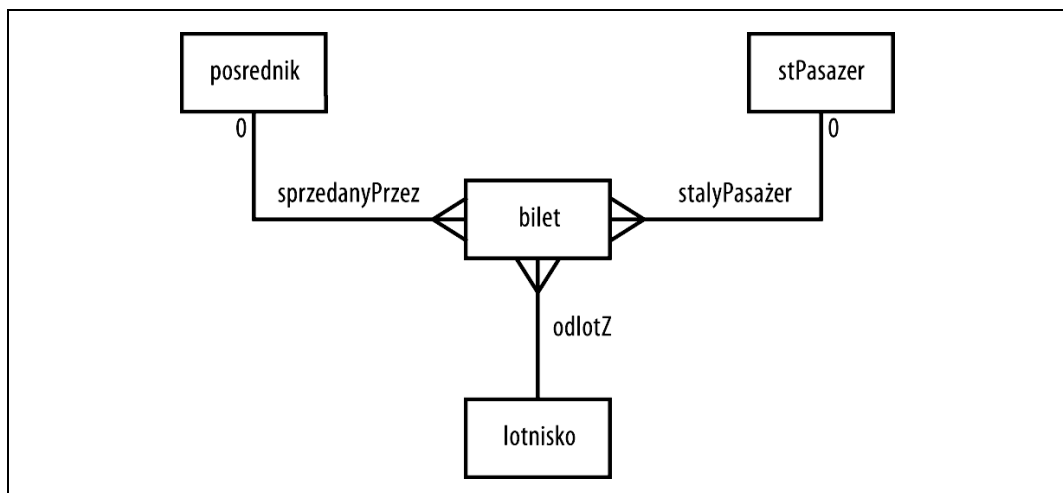 posrednik
stPasazer
0
0
sprzedanyPrzez
bilet
stalyPasażer
odlotZ
lotnisko